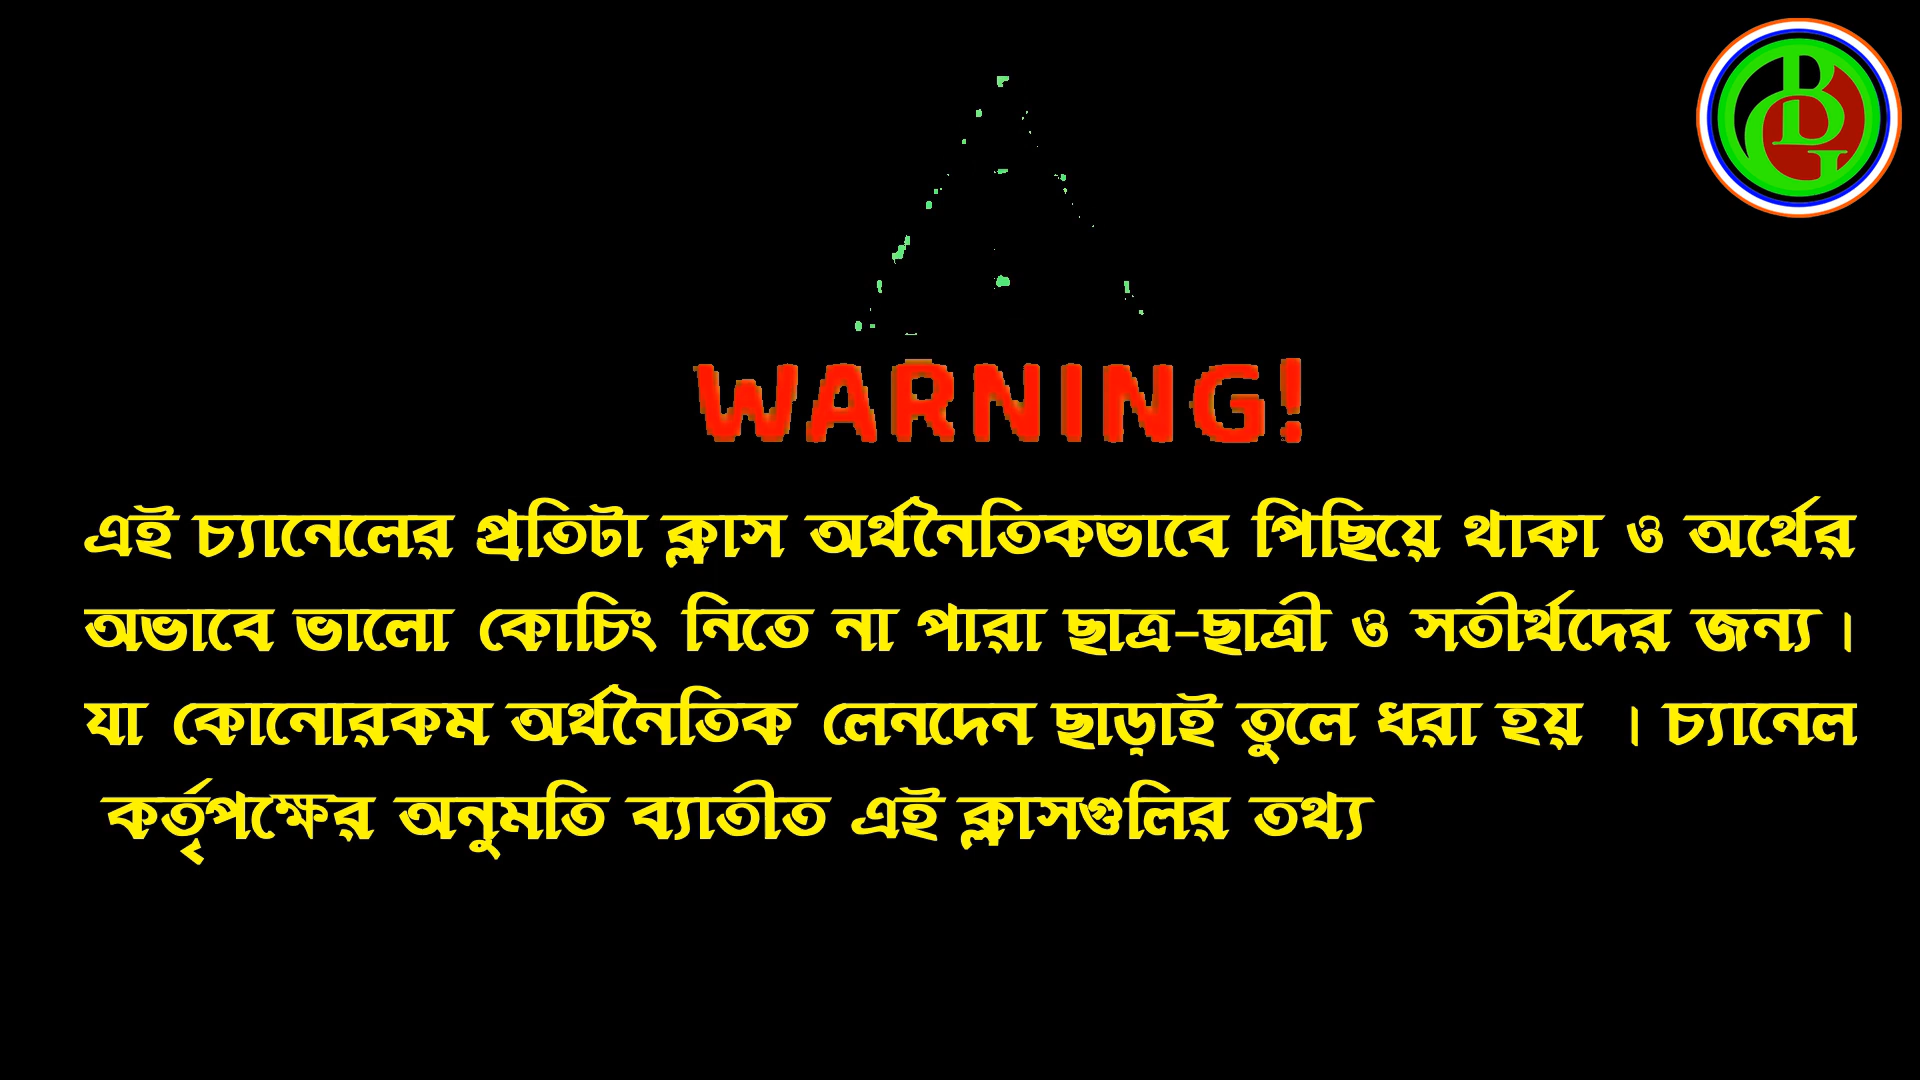 BGD
WARNING!
এই চ্যানেলের প্রতিটা ক্লাস অর্থনৈতিকভাবে পিছিয়ে থাকা ও অর্থের
অভাবে ভালো কোচিং নিতে না পারা ছাত্র-ছাত্রী ও সতীর্থদের জন্য ।
যা কোনোরকম অর্থনৈতিক লেনদেন ছাড়াই তুলে ধরা হয় । চ্যানেল
কর্তৃপক্ষের অনুমতি ব্যাতীত এই ক্লাসগুলির তথ্য